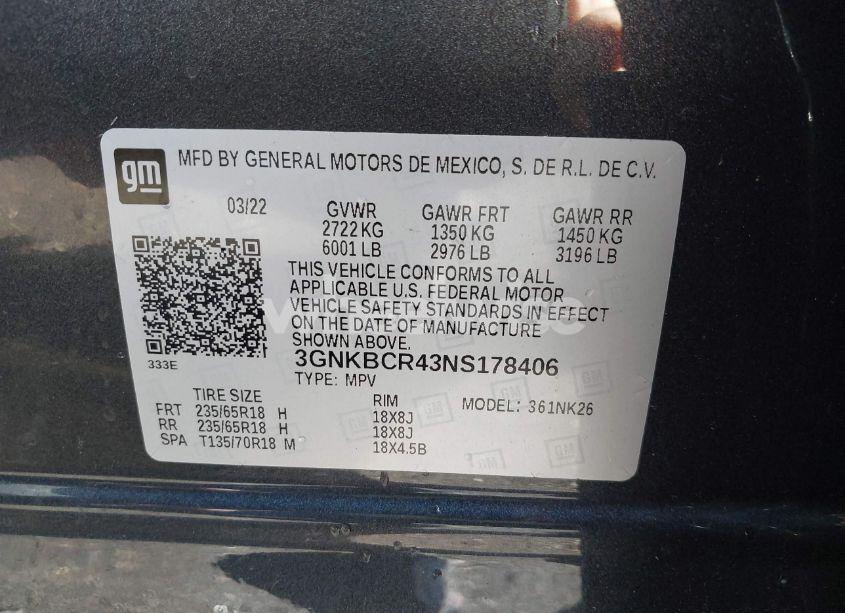 gm
MFD BY GENERAL MOTORS DE MEXICO, S. DE R.L. DE C.V.
03/22 GVWR GAWR FRT GAWR RR
2722 KG 1350 KG 1450 KG
6001 LB 2976 LB 3196 LB
THIS VEHICLE CONFORMS TO ALL
APPLICABLE U.S. FEDERAL MOTOR
VEHICLE SAFETY STANDARDS IN EFFECT
ON THE DATE OF MANUFACTURE
SHOWN ABOVE.
333E
3GNKBCR43NS178406
TYPE: MPV
TIRE SIZE RIM MODEL: 361NK26
FRT 235/65R18 H 18X8J
RR 235/65R18 H 18X8J
SPA T135/70R18 M 18X4.5B